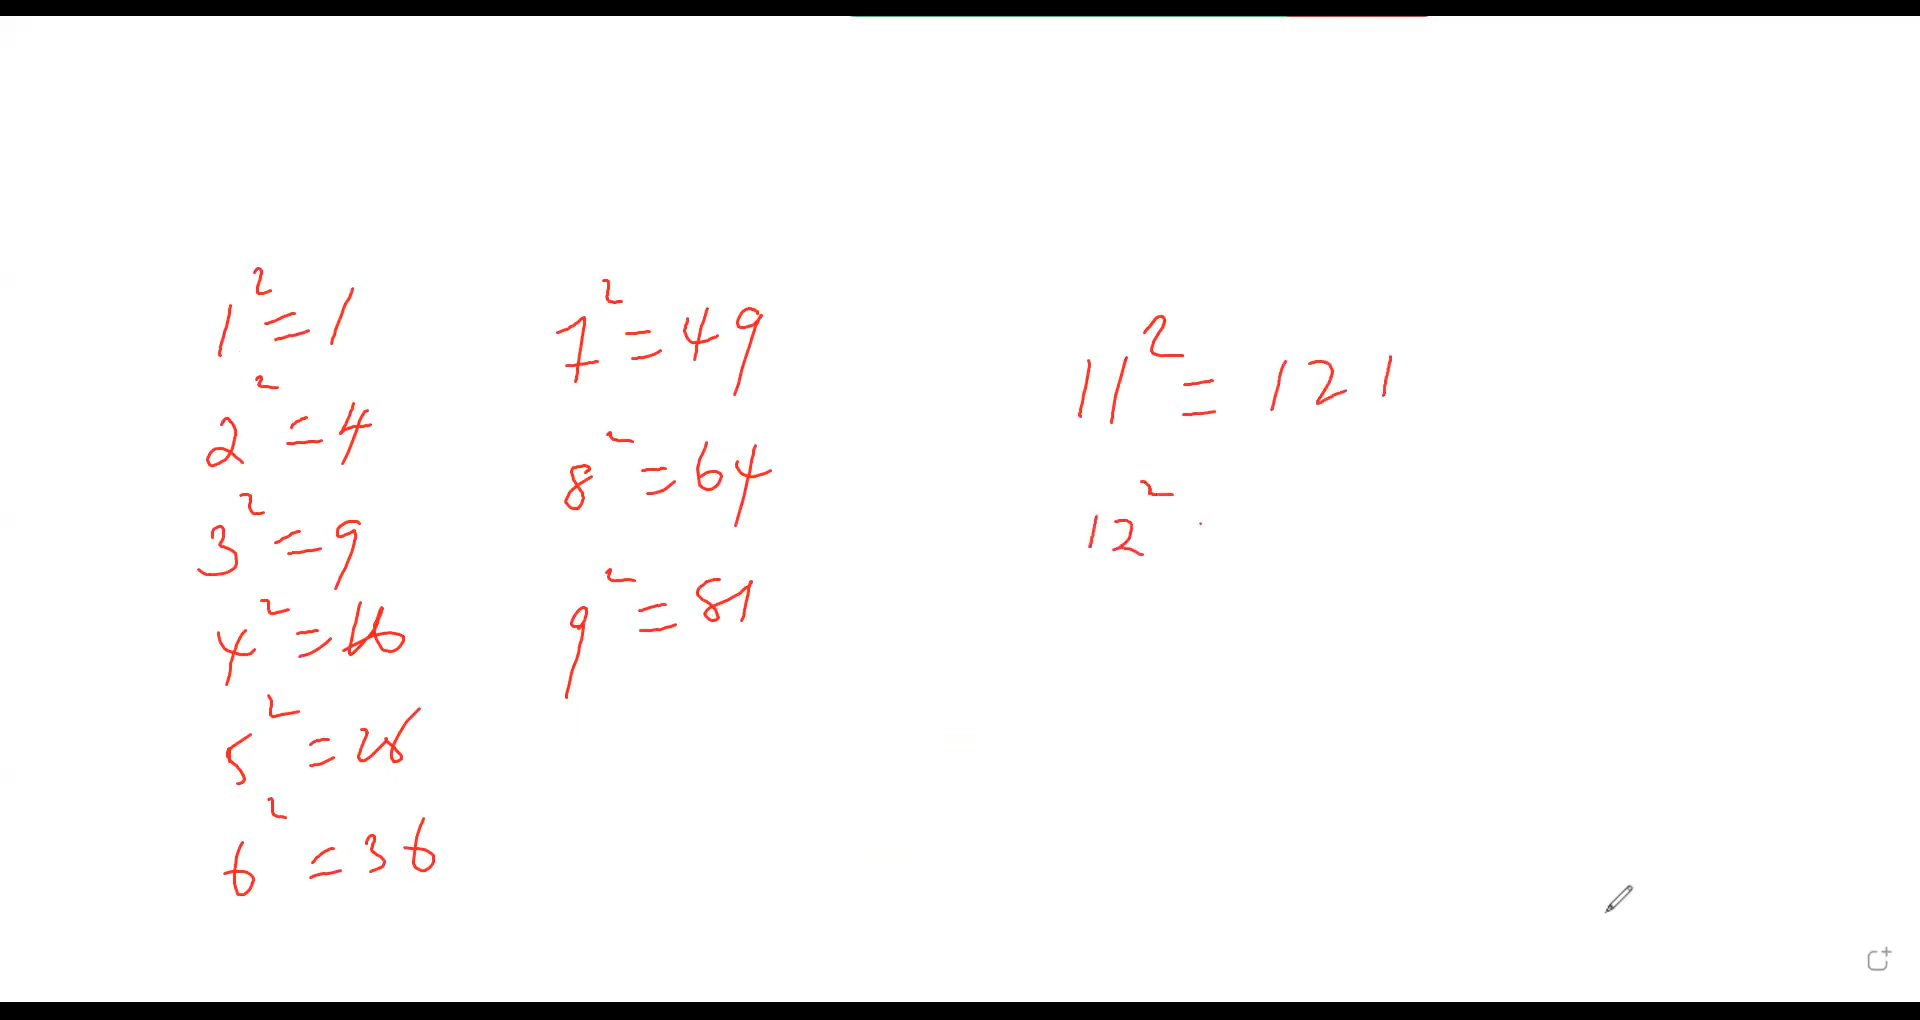 1² = 1
2² = 4
3² = 9
4² = 16
5² = 25
6² = 36
7² = 49
8² = 64
9² = 81
11² = 121
12²